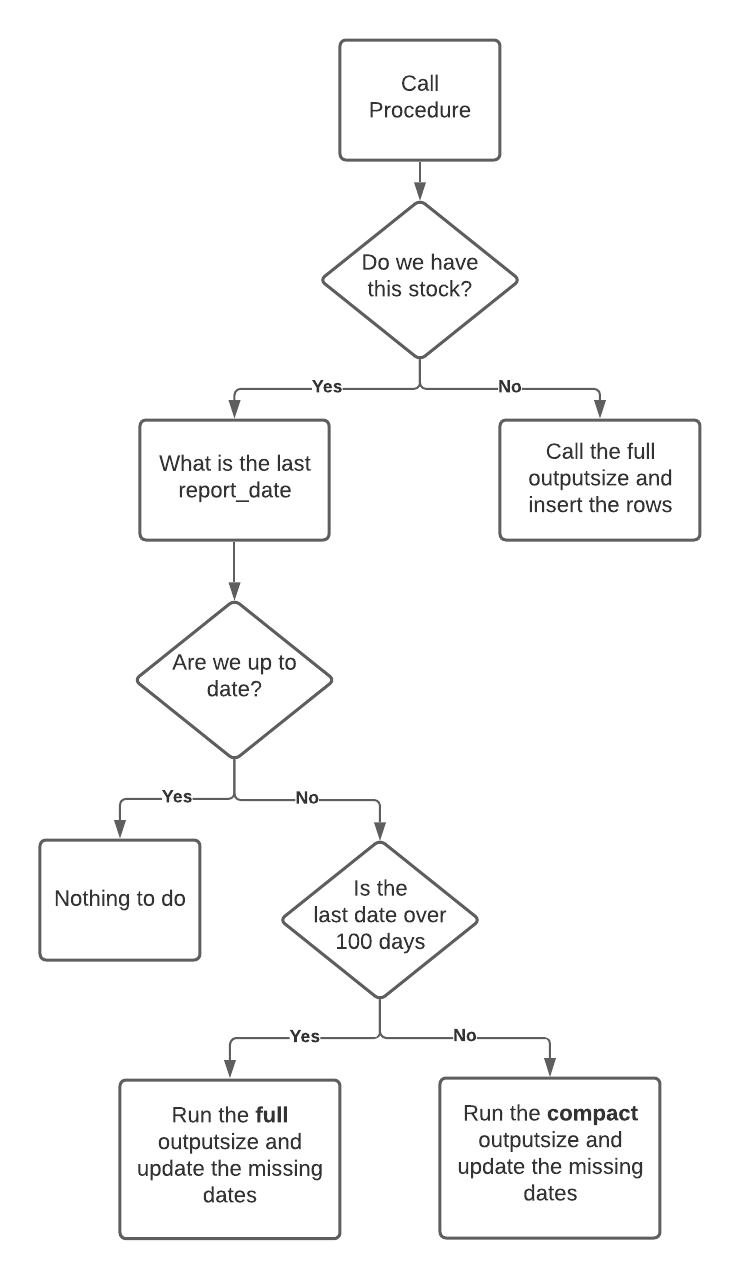 Call
Procedure
Do we have
this stock?
Yes
No
What is the last
report_date
Call the full
outputsize and
insert the rows
Are we up to
date?
Yes
No
Nothing to do
Is the
last date over
100 days
Yes
No
Run the full
outputsize and
update the missing
dates
Run the compact
outputsize and
update the missing
dates